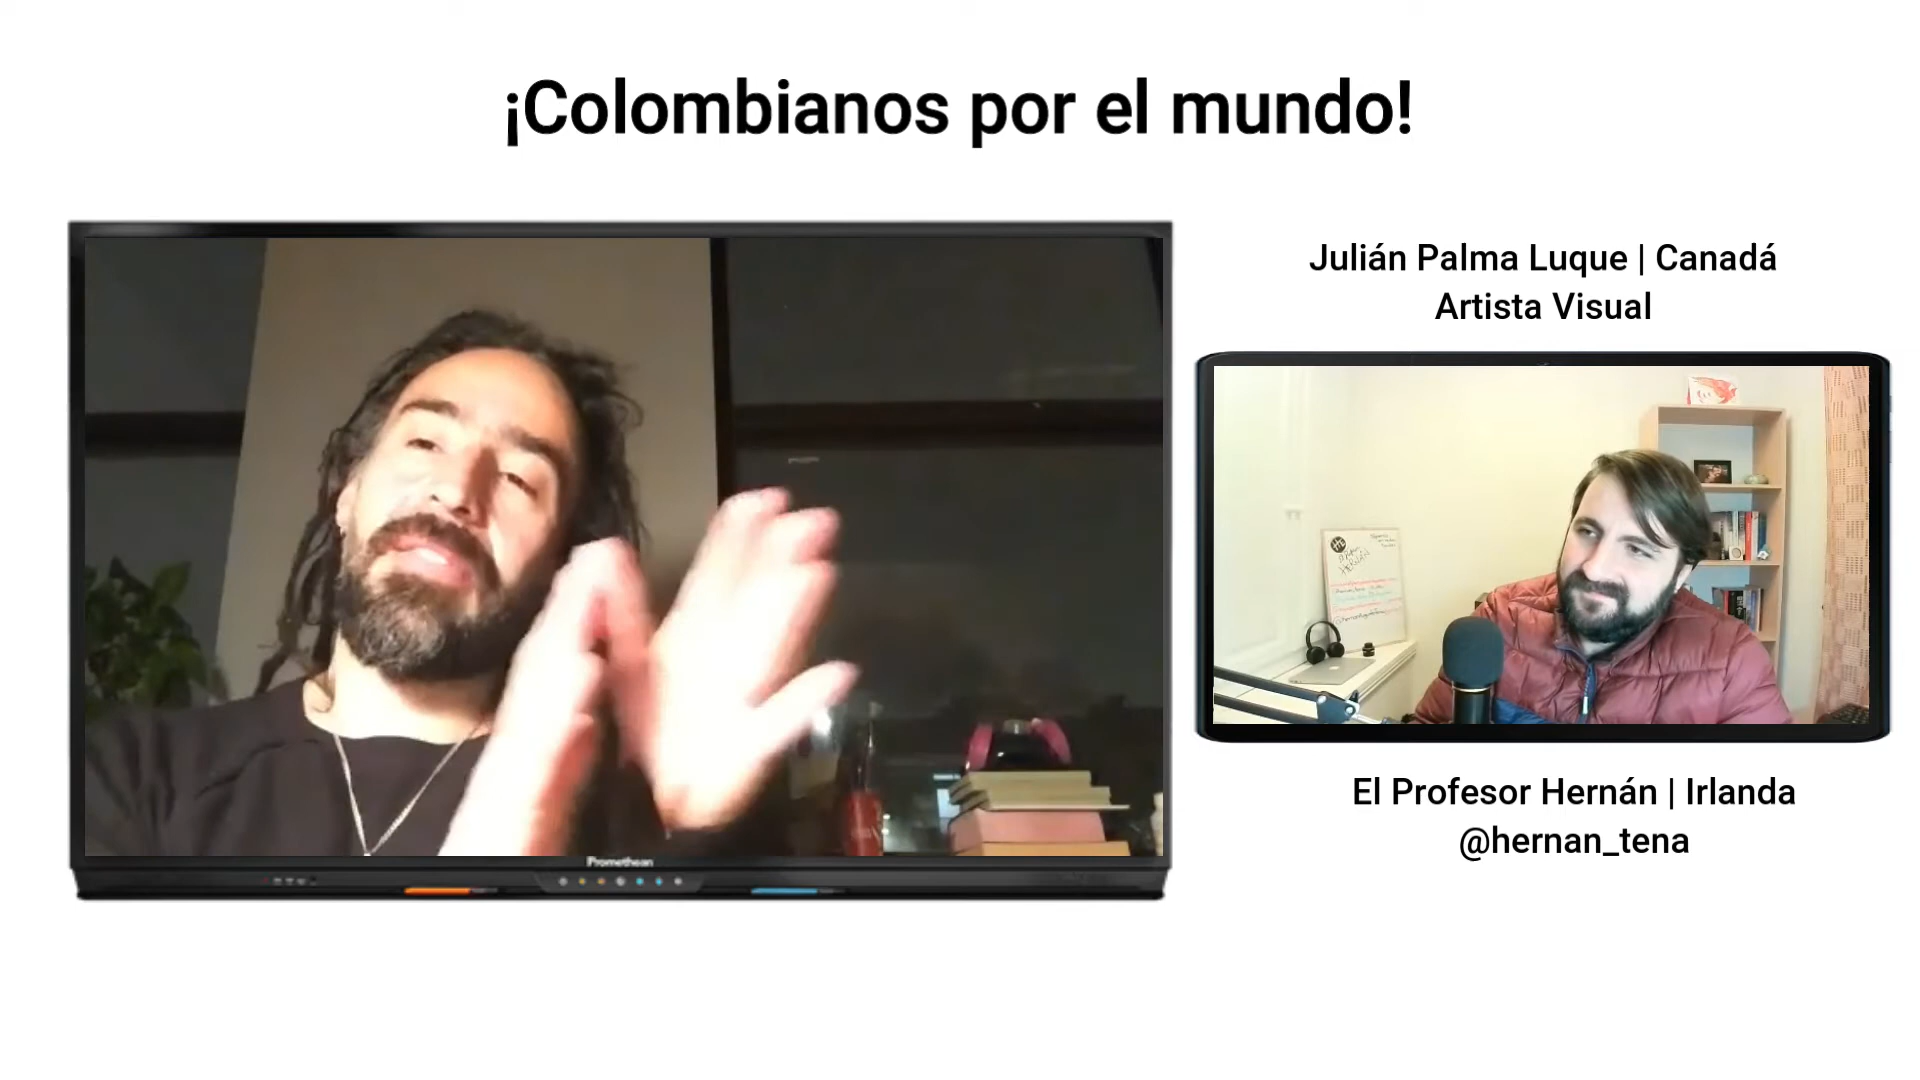 ¡Colombianos por el mundo!
Julián Palma Luque | Canadá
Artista Visual
El Profesor Hernán | Irlanda
@hernan_tena
Promethean